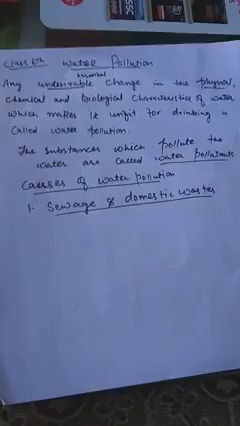 Class 6th Water Pollution
Any undesirable change in the physical,
chemical and biological characteristics of water
which makes it unfit for drinking is
called water pollution.
The substances which pollute the
water are called water pollutants
Causes of water pollution
1. Sewage & domestic wastes